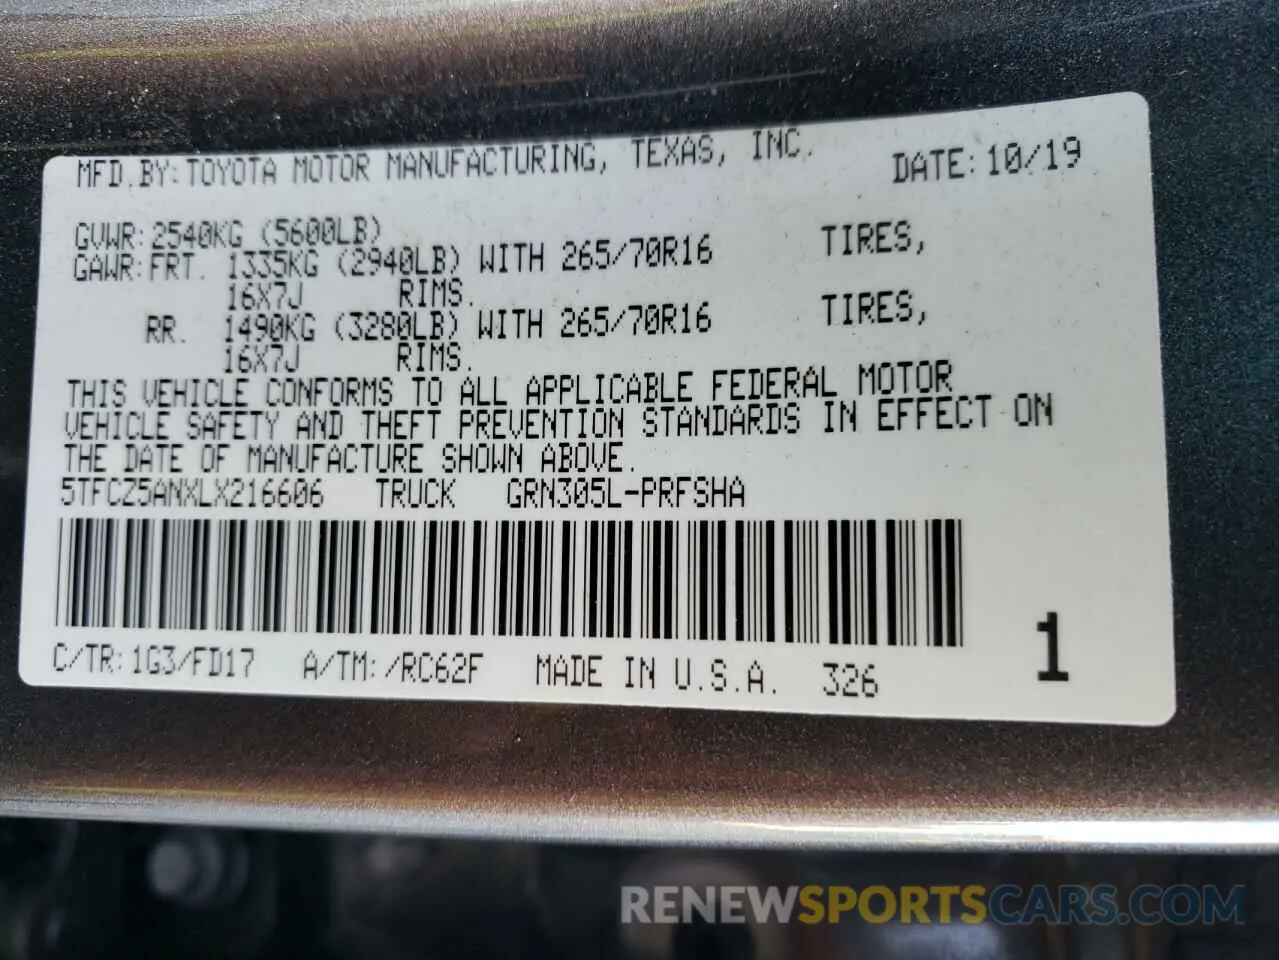 MFD.BY:TOYOTA MOTOR MANUFACTURING, TEXAS, INC. DATE:10/19
GVWR:2540KG (5600LB)
GAWR:FRT. 1335KG (2940LB) WITH 265/70R16 TIRES,
16X7J RIMS.
RR. 1490KG (3280LB) WITH 265/70R16 TIRES,
16X7J RIMS.
THIS VEHICLE CONFORMS TO ALL APPLICABLE FEDERAL MOTOR
VEHICLE SAFETY AND THEFT PREVENTION STANDARDS IN EFFECT ON
THE DATE OF MANUFACTURE SHOWN ABOVE.
5TFCZ5ANXLX216606 TRUCK GRN305L-PRFSHA
1
C/TR:1G3/FD17 A/TM:/RC62F MADE IN U.S.A. 326
RENEWSPORTSCARS.COM